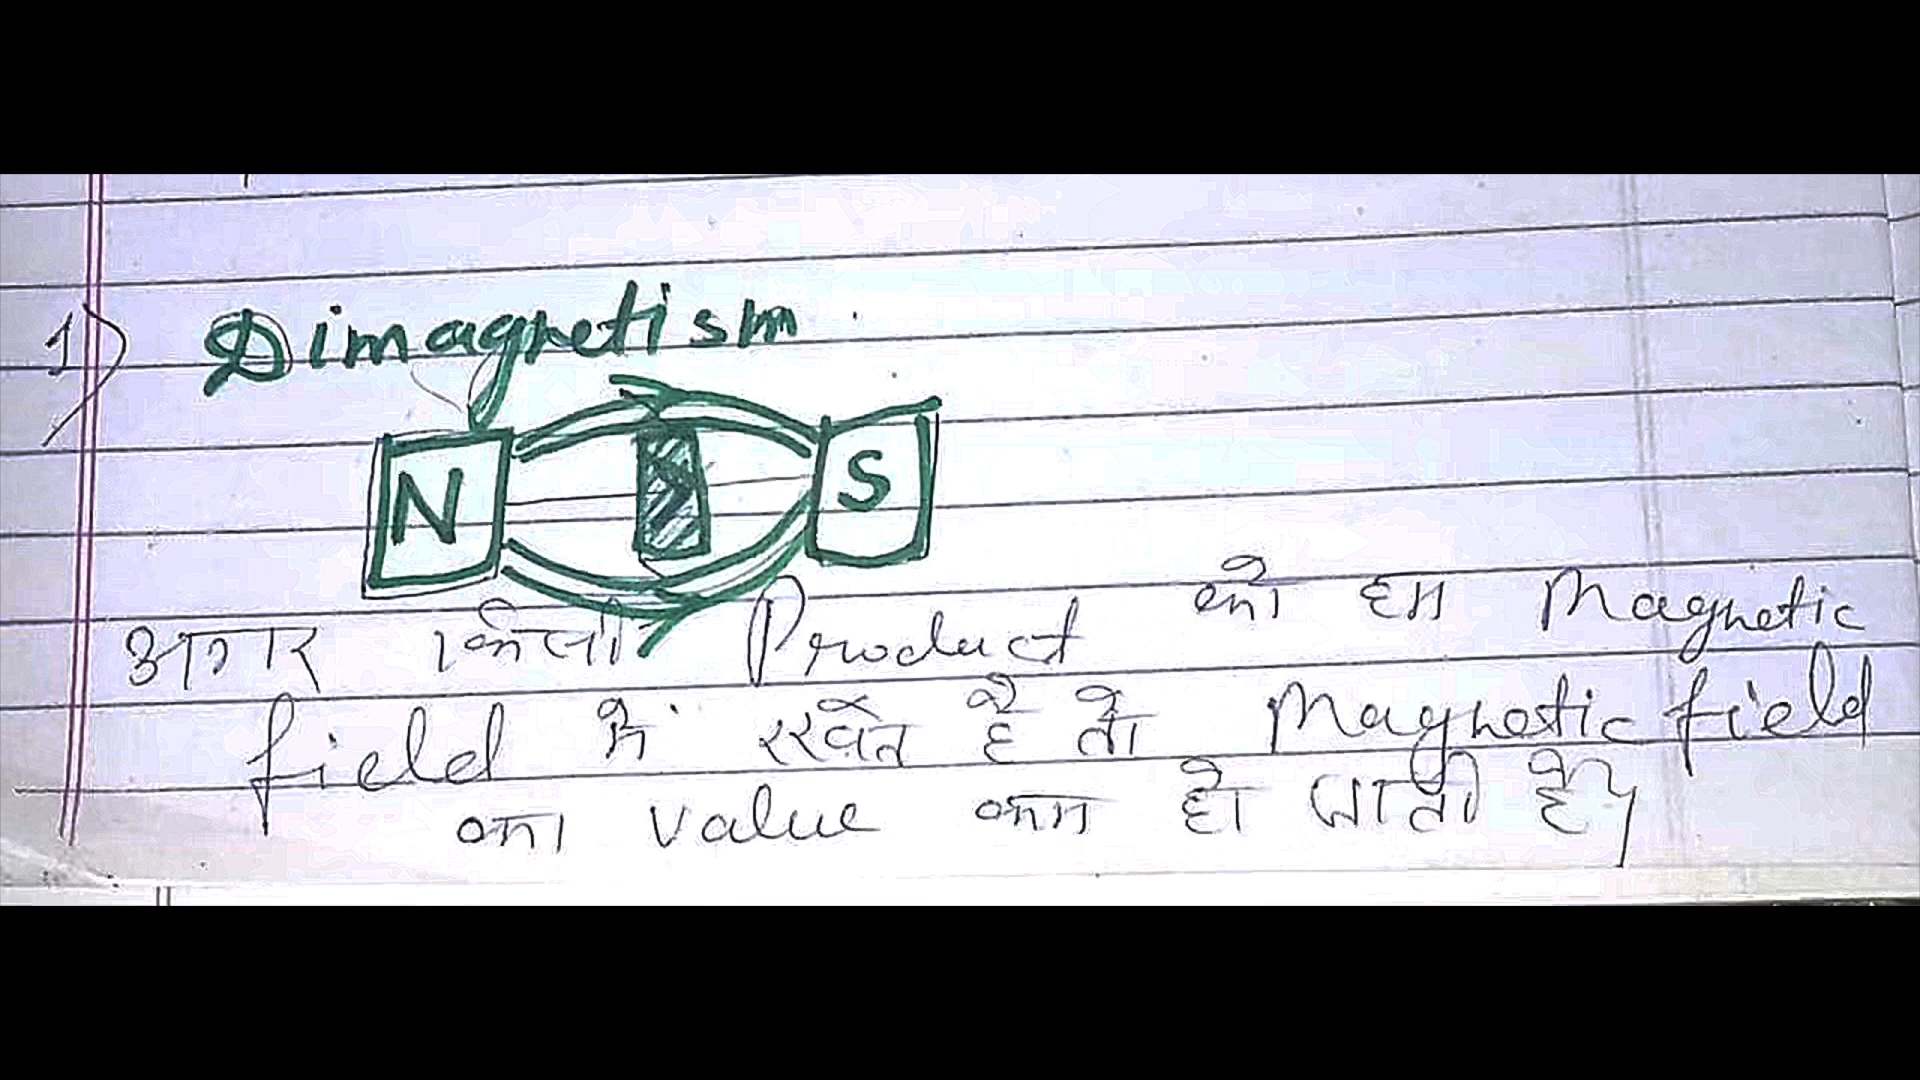 1) Dimagnetism
N S
अगर किसी Product को हम Magnetic
field में रखते है तो Magnetic field
का value कम हो जाती है।